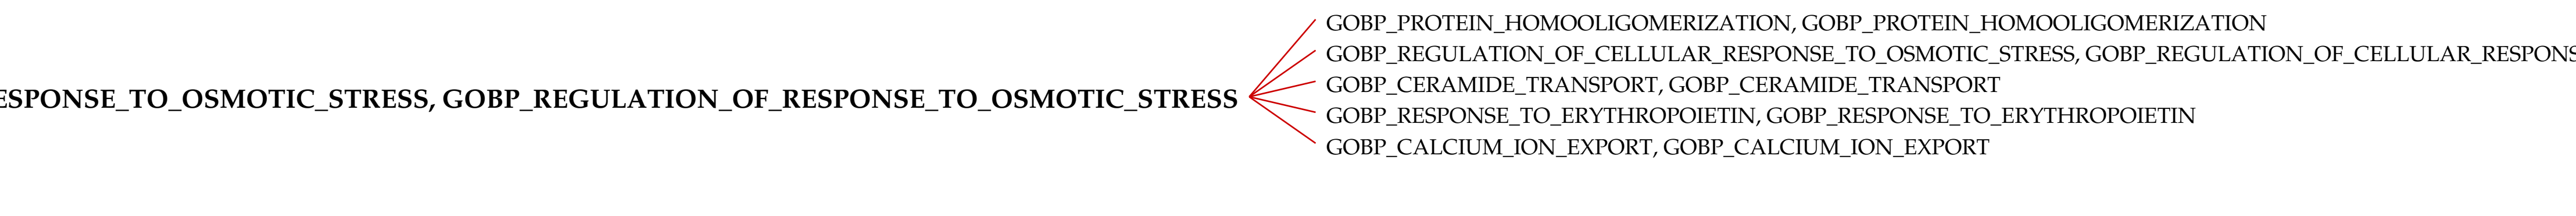 ESPONSE_TO_OSMOTIC_STRESS, GOBP_REGULATION_OF_RESPONSE_TO_OSMOTIC_STRESS
GOBP_PROTEIN_HOMOOLIGOMERIZATION, GOBP_PROTEIN_HOMOOLIGOMERIZATION
GOBP_REGULATION_OF_CELLULAR_RESPONSE_TO_OSMOTIC_STRESS, GOBP_REGULATION_OF_CELLULAR_RESPONS
GOBP_CERAMIDE_TRANSPORT, GOBP_CERAMIDE_TRANSPORT
GOBP_RESPONSE_TO_ERYTHROPOIETIN, GOBP_RESPONSE_TO_ERYTHROPOIETIN
GOBP_CALCIUM_ION_EXPORT, GOBP_CALCIUM_ION_EXPORT